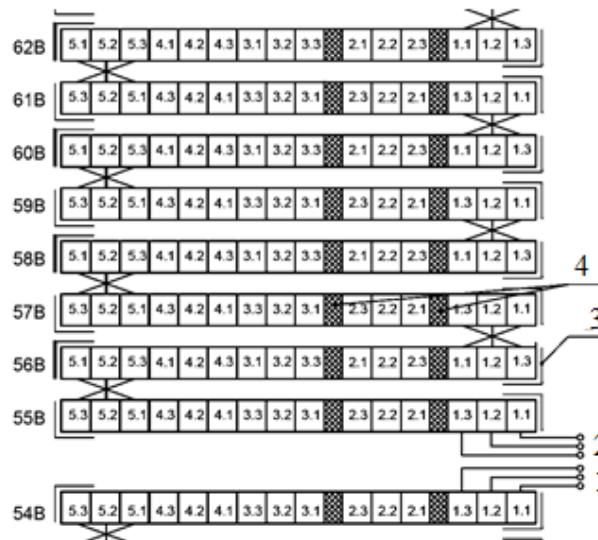 62B 5.1 5.2 5.3 4.1 4.2 4.3 3.1 3.2 3.3 2.1 2.2 2.3 1.1 1.2 1.3
61B 5.3 5.2 5.1 4.3 4.2 4.1 3.3 3.2 3.1 2.3 2.2 2.1 1.3 1.2 1.1
60B 5.1 5.2 5.3 4.1 4.2 4.3 3.1 3.2 3.3 2.1 2.2 2.3 1.1 1.2 1.3
59B 5.3 5.2 5.1 4.3 4.2 4.1 3.3 3.2 3.1 2.3 2.2 2.1 1.3 1.2 1.1
58B 5.1 5.2 5.3 4.1 4.2 4.3 3.1 3.2 3.3 2.1 2.2 2.3 1.1 1.2 1.3
4
57B 5.3 5.2 5.1 4.3 4.2 4.1 3.3 3.2 3.1 2.3 2.2 2.1 1.3 1.2 1.1
3
56B 5.1 5.2 5.3 4.1 4.2 4.3 3.1 3.2 3.3 2.1 2.2 2.3 1.1 1.2 1.3
55B 5.3 5.2 5.1 4.3 4.2 4.1 3.3 3.2 3.1 2.3 2.2 2.1 1.3 1.2 1.1
2
1
54B 5.3 5.2 5.1 4.3 4.2 4.1 3.3 3.2 3.1 2.3 2.2 2.1 1.3 1.2 1.1